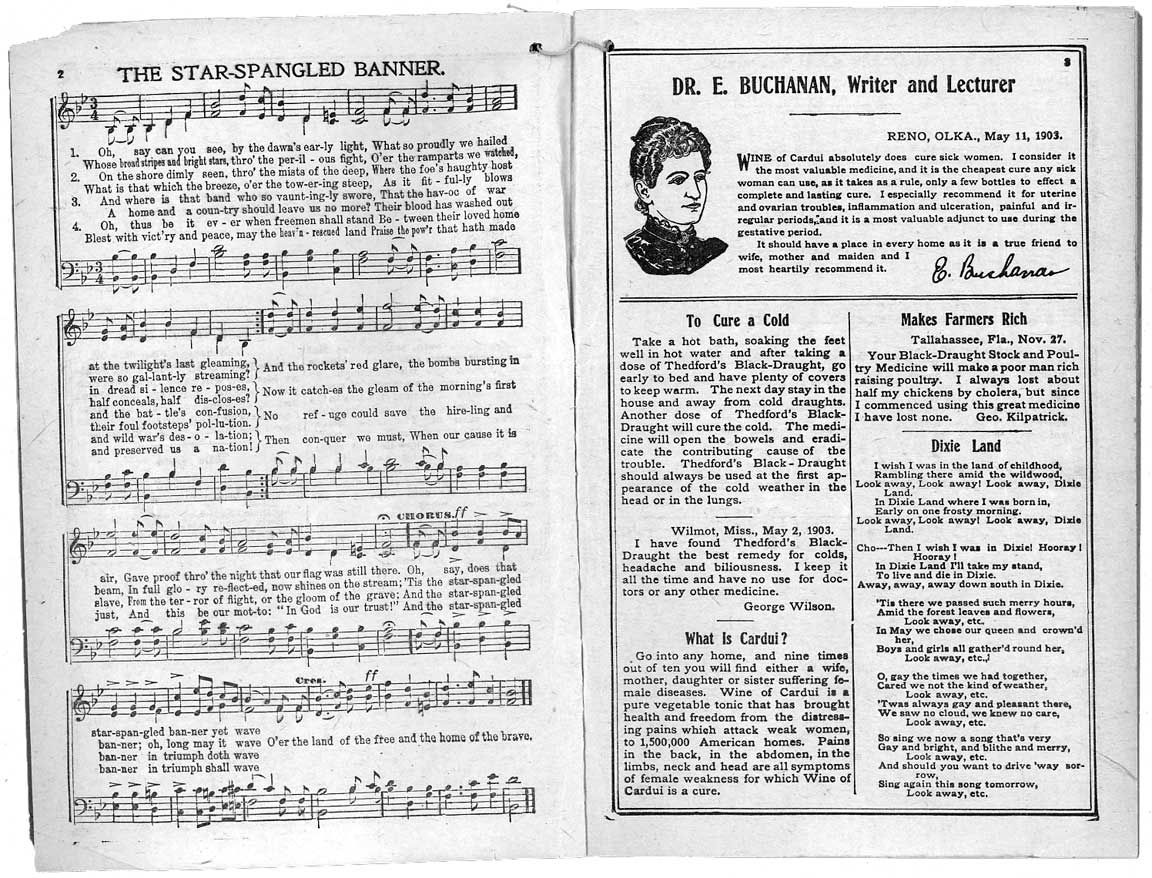 2
THE STAR-SPANGLED BANNER.
1. Oh, say can you see, by the dawn's ear-ly light, What so proudly we hailed
Whose broad stripes and bright stars, thro' the per-il - ous fight, O'er the ramparts we watched,
2. On the shore dimly seen, thro' the mists of the deep, Where the foe's haughty host
What is that which the breeze, o'er the tow-er-ing steep, As it fit - ful-ly blows
3. And where is that band who so vaunt-ing-ly swore, That the hav-oc of war
A home and a coun-try should leave us no more? Their blood has washed out
4. Oh, thus be it ev - er when freemen shall stand Be - tween their loved home
Blest with vict'ry and peace, may the heav'n - rescued land Praise the pow'r that hath made
at the twilight's last gleaming, And the rockets' red glare, the bombs bursting in
were so gal-lant-ly streaming?
in dread si - lence re - pos-es, Now it catch-es the gleam of the morning's first
half conceals, half dis-clos-es?
and the bat - tle's con-fusion, No ref - uge could save the hire-ling and
their foul footsteps' pol-lu-tion.
and wild war's des - o - la-tion; Then con-quer we must, When our cause it is
and preserved us a na-tion!
CHORUS. ff
air, Gave proof thro' the night that our flag was still there. Oh, say, does that
beam, In full glo - ry re-flect-ed, now shines on the stream; 'Tis the star-span-gled
slave, From the ter - ror of flight, or the gloom of the grave; And the star-span-gled
just, And this be our mot-to: "In God is our trust!" And the star-span-gled
Cres. ff
star-span-gled ban-ner yet wave
ban-ner; oh, long may it wave O'er the land of the free and the home of the brave.
ban-ner in triumph doth wave
ban-ner in triumph shall wave
3
DR. E. BUCHANAN, Writer and Lecturer
RENO, OLKA., May 11, 1903.
WINE of Cardui absolutely does cure sick women. I consider it
the most valuable medicine, and it is the cheapest cure any sick
woman can use, as it takes as a rule, only a few bottles to effect a
complete and lasting cure. I especially recommend it for uterine
and ovarian troubles, inflammation and ulceration, painful and ir-
regular periods, and it is a most valuable adjunct to use during the
gestative period.
It should have a place in every home as it is a true friend to
wife, mother and maiden and I
most heartily recommend it.
E. Buchanan
To Cure a Cold
Take a hot bath, soaking the feet
well in hot water and after taking a
dose of Thedford's Black-Draught, go
early to bed and have plenty of covers
to keep warm. The next day stay in the
house and away from cold draughts.
Another dose of Thedford's Black-
Draught will cure the cold. The medi-
cine will open the bowels and eradi-
cate the contributing cause of the
trouble. Thedford's Black-Draught
should always be used at the first ap-
pearance of the cold weather in the
head or in the lungs.
Wilmot, Miss., May 2, 1903.
I have found Thedford's Black-
Draught the best remedy for colds,
headache and biliousness. I keep it
all the time and have no use for doc-
tors or any other medicine.
George Wilson.
What Is Cardui?
Go into any home, and nine times
out of ten you will find either a wife,
mother, daughter or sister suffering fe-
male diseases. Wine of Cardui is a
pure vegetable tonic that has brought
health and freedom from the distress-
ing pains which attack weak women,
to 1,500,000 American homes. Pains
in the back, in the abdomen, in the
limbs, neck and head are all symptoms
of female weakness for which Wine of
Cardui is a cure.
Makes Farmers Rich
Tallahassee, Fla., Nov. 27.
Your Black-Draught Stock and Poul-
try Medicine will make a poor man rich
raising poultry. I always lost about
half my chickens by cholera, but since
I commenced using this great medicine
I have lost none. Geo. Kilpatrick.
Dixie Land
I wish I was in the land of childhood,
Rambling there amid the wildwood,
Look away, Look away! Look away, Dixie
Land.
In Dixie Land where I was born in,
Early on one frosty morning.
Look away, Look away! Look away, Dixie
Land.
Cho---Then I wish I was in Dixie! Hooray!
Hooray!
In Dixie Land I'll take my stand,
To live and die in Dixie.
Away, away, away down south in Dixie.
'Tis there we passed such merry hours,
Amid the forest leaves and flowers,
Look away, etc.
In May we chose our queen and crown'd
her,
Boys and girls all gather'd round her,
Look away, etc.,
O, gay the times we had together,
Cared we not the kind of weather,
Look away, etc.
'Twas always gay and pleasant there,
We saw no cloud, we knew no care,
Look away, etc.
So sing we now a song that's very
Gay and bright, and blithe and merry,
Look away, etc.
And should you want to drive 'way sor-
row,
Sing again this song tomorrow,
Look away, etc.